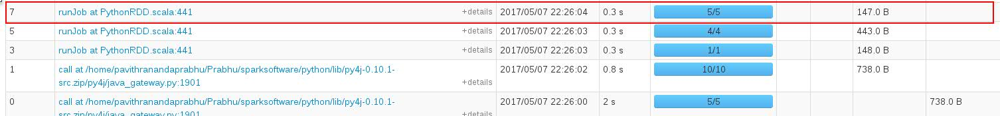 7 runJob at PythonRDD.scala:441 +details 2017/05/07 22:26:04 0.3 s 5/5 147.0 B
5 runJob at PythonRDD.scala:441 +details 2017/05/07 22:26:03 0.3 s 4/4 443.0 B
3 runJob at PythonRDD.scala:441 +details 2017/05/07 22:26:03 0.3 s 1/1 148.0 B
1 call at /home/pavithranandaprabhu/Prabhu/sparksoftware/python/lib/py4j-0.10.1- 2017/05/07 22:26:02 0.8 s 10/10 738.0 B
src.zip/py4j/java_gateway.py:1901 +details
0 call at /home/pavithranandaprabhu/Prabhu/sparksoftware/python/lib/py4j-0.10.1- 2017/05/07 22:26:00 2 s 5/5 738.0 B
src.zip/py4j/java_gateway.py:1901 +details